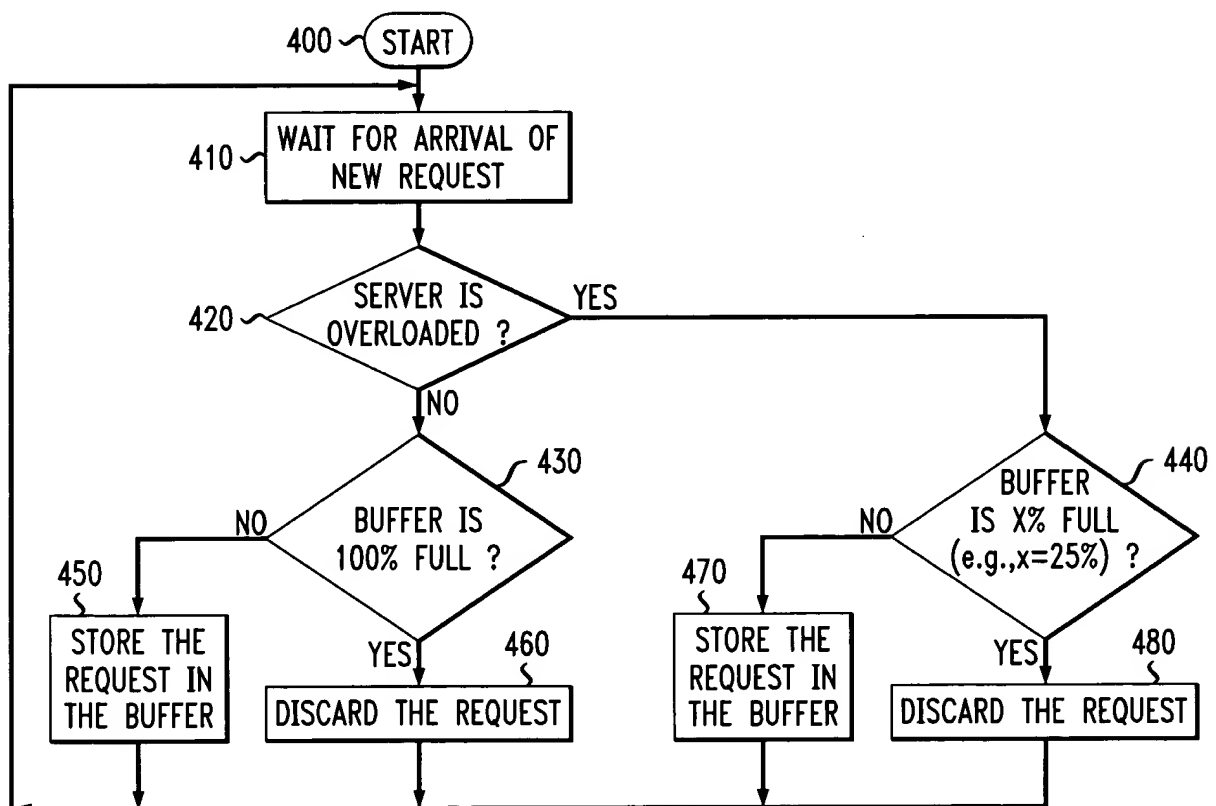 400
START
WAIT FOR ARRIVAL OF
NEW REQUEST
410
SERVER IS
OVERLOADED ?
420
YES
NO
430
BUFFER IS
100% FULL ?
NO
YES
440
BUFFER
IS X% FULL
(e.g.,x=25%) ?
NO
YES
450
STORE THE
REQUEST IN
THE BUFFER
460
DISCARD THE REQUEST
470
STORE THE
REQUEST IN
THE BUFFER
480
DISCARD THE REQUEST